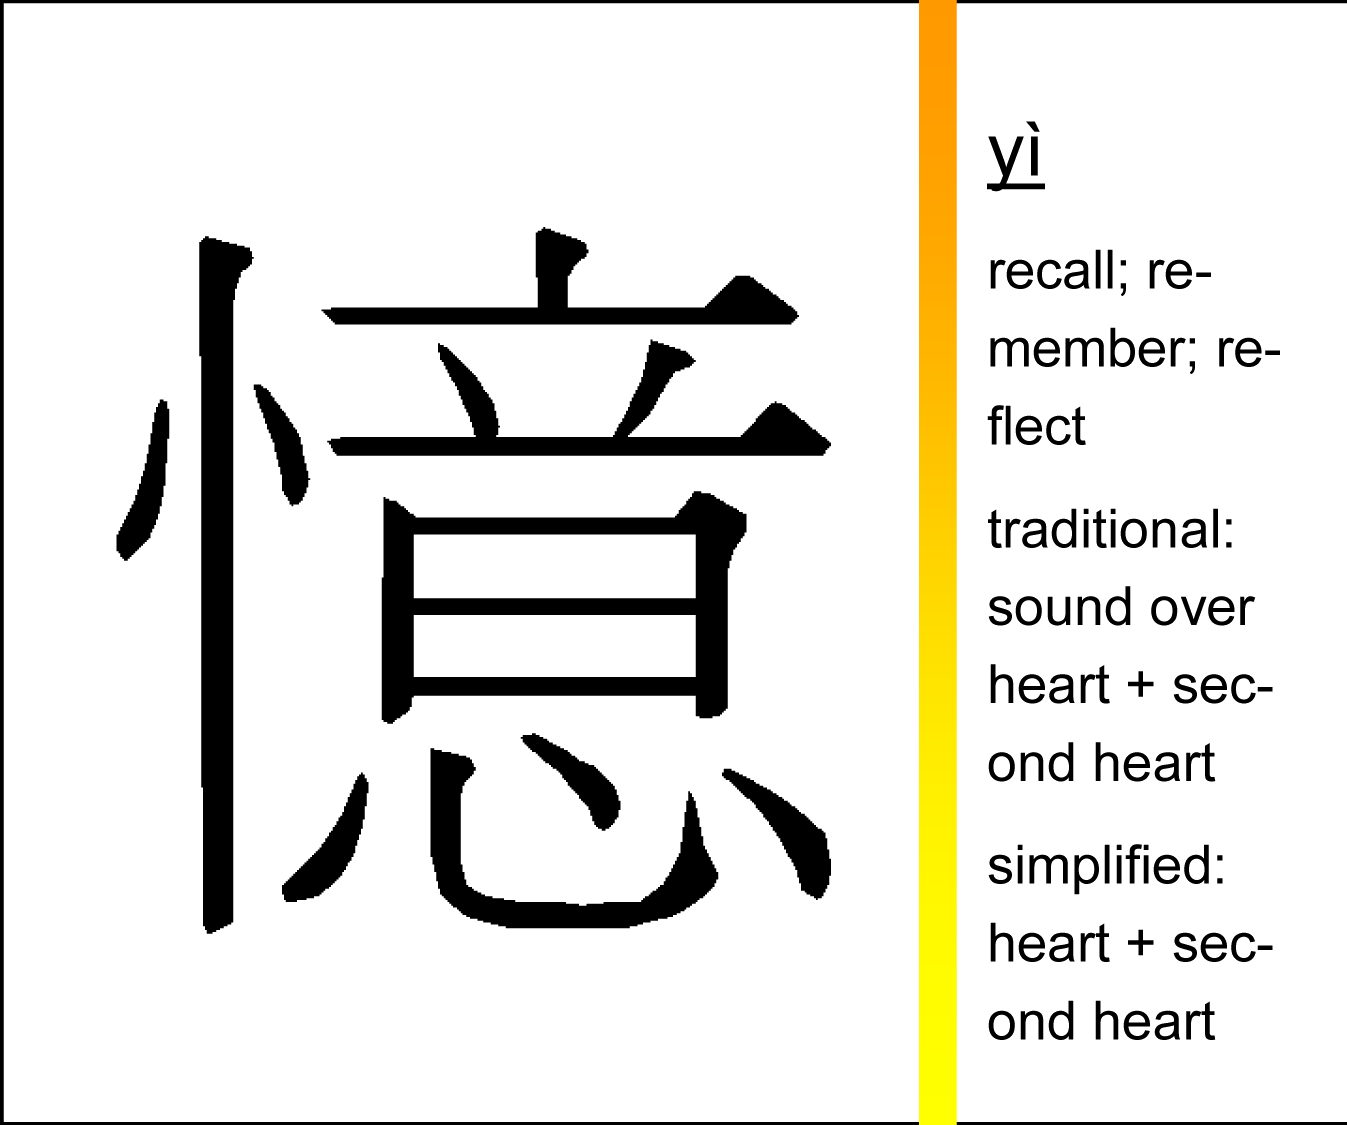 憶
yì
recall; re-
member; re-
flect
traditional:
sound over
heart + sec-
ond heart
simplified:
heart + sec-
ond heart